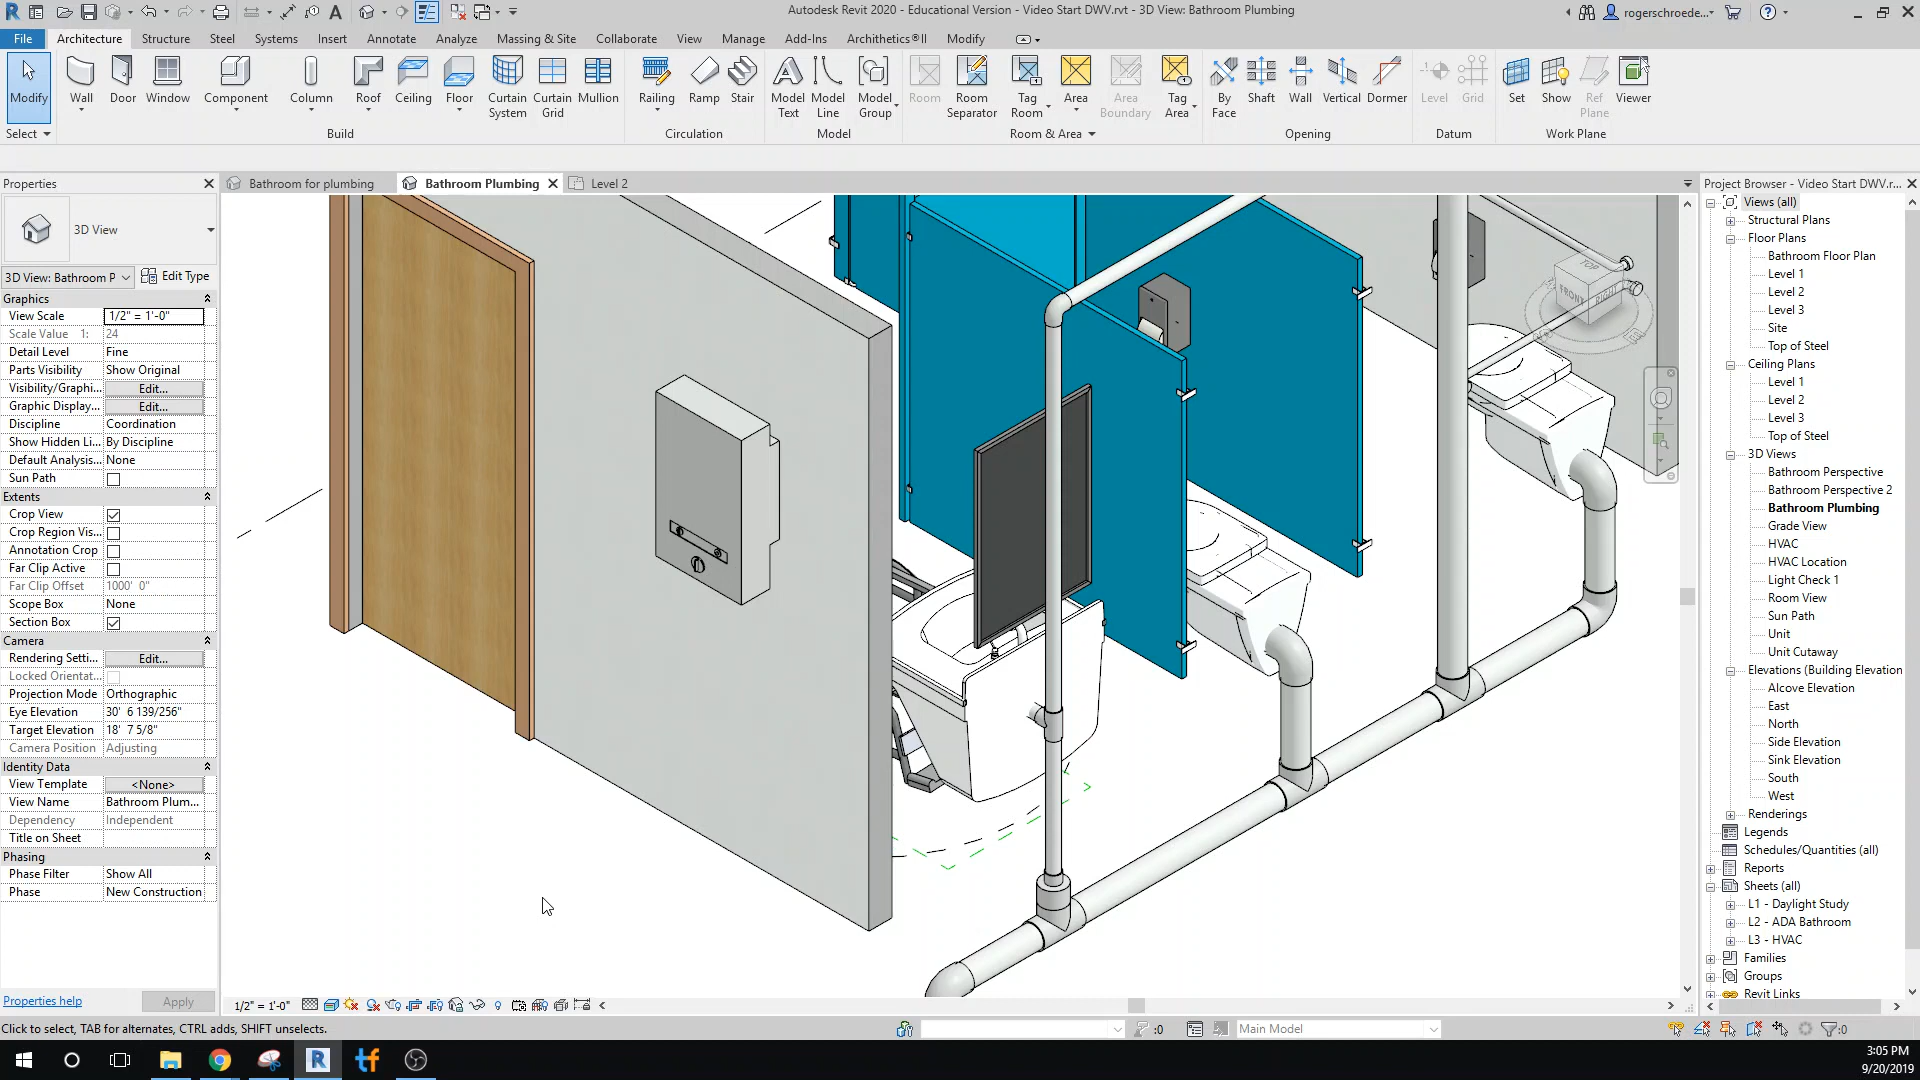 Autodesk Revit 2020 - Educational Version - Video Start DWV.rvt - 3D View: Bathroom Plumbing
rogerschroede...
File
Architecture
Structure
Steel
Systems
Insert
Annotate
Analyze
Massing & Site
Collaborate
View
Manage
Add-Ins
Archithetics®II
Modify
Modify
Wall
Door
Window
Component
Column
Roof
Ceiling
Floor
Curtain System
Curtain Grid
Mullion
Railing
Ramp
Stair
Model Text
Model Line
Model Group
Room
Room Separator
Tag Room
Area
Area Boundary
Tag Area
By Face
Shaft
Wall
Vertical
Dormer
Level
Grid
Set
Show
Ref Plane
Viewer
Select
Build
Circulation
Model
Room & Area
Opening
Datum
Work Plane
Properties
Bathroom for plumbing
Bathroom Plumbing
Level 2
Project Browser - Video Start DWV.r...
3D View
3D View: Bathroom P
Edit Type
Graphics
View Scale 1/2" = 1'-0"
Scale Value 1: 24
Detail Level Fine
Parts Visibility Show Original
Visibility/Graphi... Edit...
Graphic Display... Edit...
Discipline Coordination
Show Hidden Li... By Discipline
Default Analysis... None
Sun Path
Extents
Crop View
Crop Region Vis...
Annotation Crop
Far Clip Active
Far Clip Offset 1000' 0"
Scope Box None
Section Box
Camera
Rendering Setti... Edit...
Locked Orientat...
Projection Mode Orthographic
Eye Elevation 30' 6 139/256"
Target Elevation 18' 7 5/8"
Camera Position Adjusting
Identity Data
View Template <None>
View Name Bathroom Plum...
Dependency Independent
Title on Sheet
Phasing
Phase Filter Show All
Phase New Construction
Properties help
Apply
TOP
FRONT
RIGHT
Views (all)
Structural Plans
Floor Plans
Bathroom Floor Plan
Level 1
Level 2
Level 3
Site
Top of Steel
Ceiling Plans
Level 1
Level 2
Level 3
Top of Steel
3D Views
Bathroom Perspective
Bathroom Perspective 2
Bathroom Plumbing
Grade View
HVAC
HVAC Location
Light Check 1
Room View
Sun Path
Unit
Unit Cutaway
Elevations (Building Elevation
Alcove Elevation
East
North
Side Elevation
Sink Elevation
South
West
Renderings
Legends
Schedules/Quantities (all)
Reports
Sheets (all)
L1 - Daylight Study
L2 - ADA Bathroom
L3 - HVAC
Families
Groups
Revit Links
1/2" = 1'-0"
Click to select, TAB for alternates, CTRL adds, SHIFT unselects.
:0
Main Model
:0
3:05 PM
9/20/2019